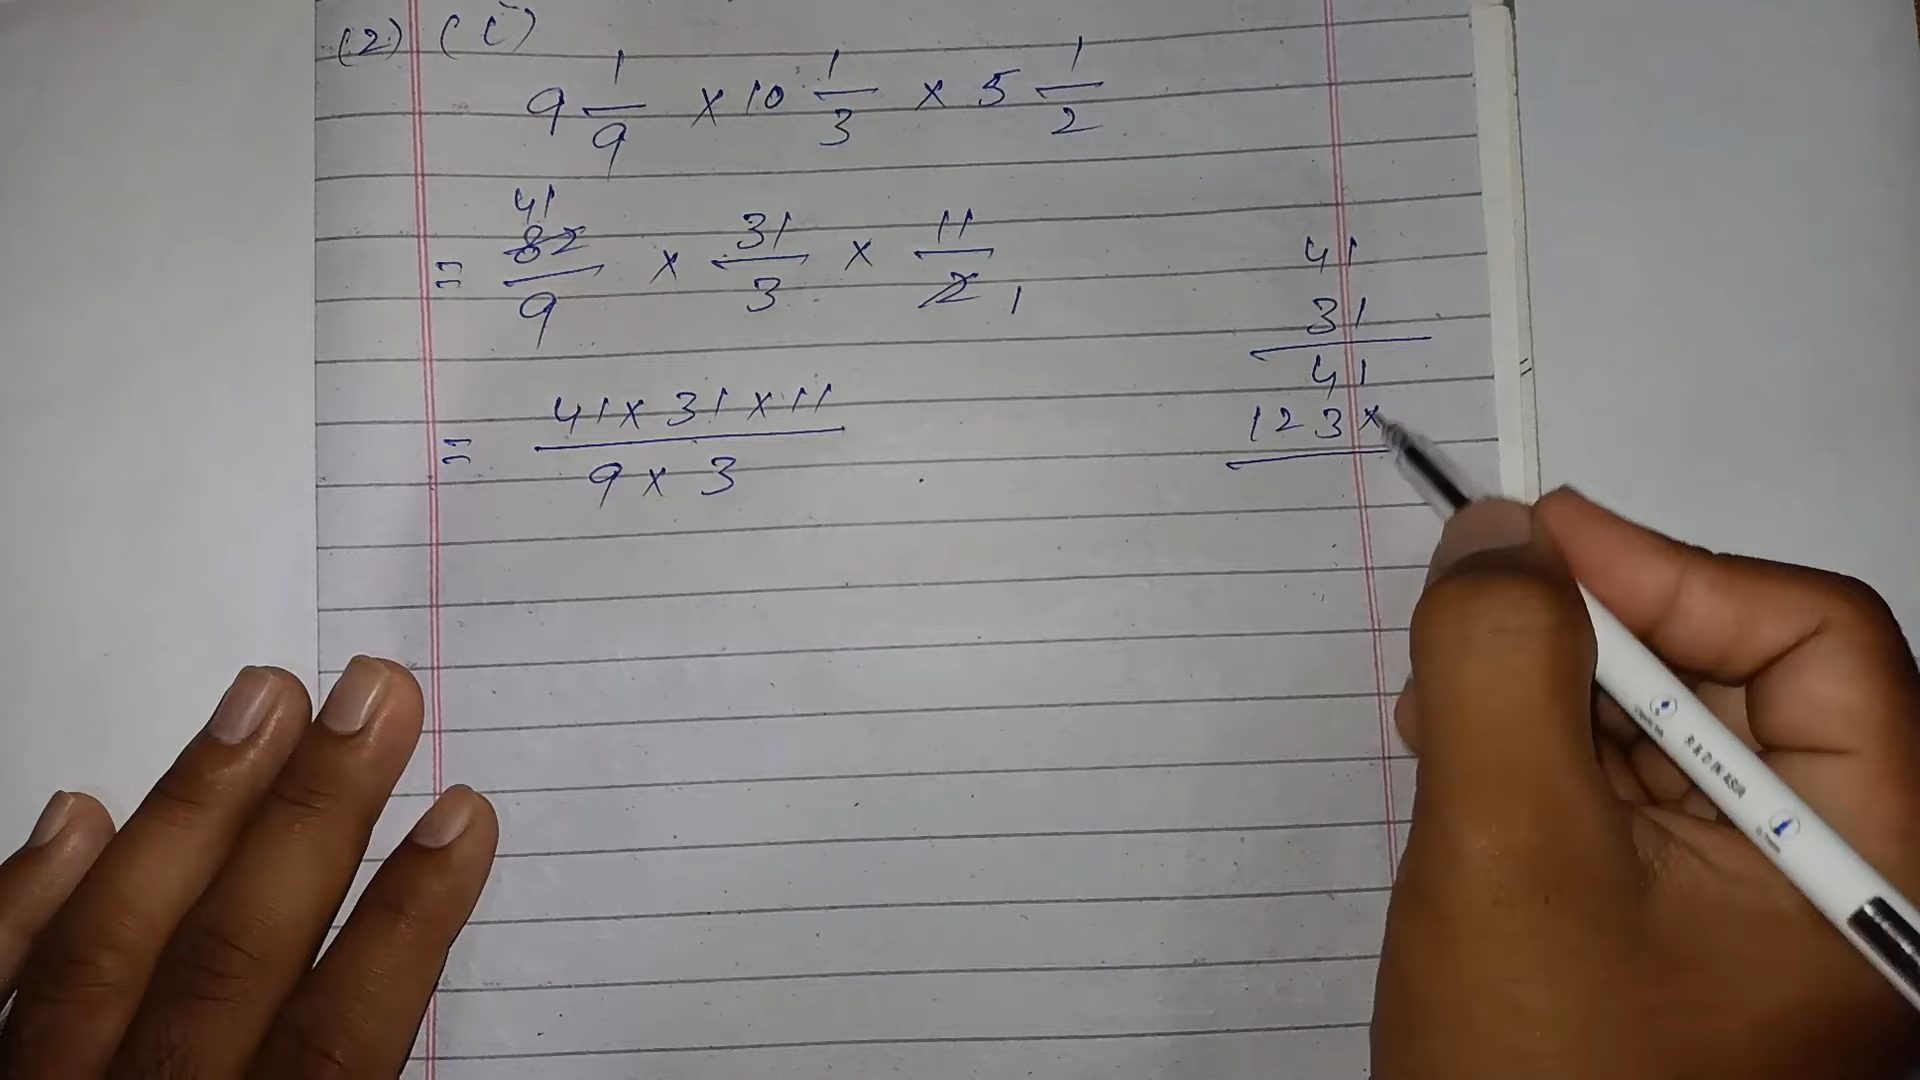 (2) (i)
9 1/9 × 10 1/3 × 5 1/2
41
= 82/9 × 31/3 × 11/2 1
= 41 × 31 × 11 / 9 × 3
41
31
41
123×